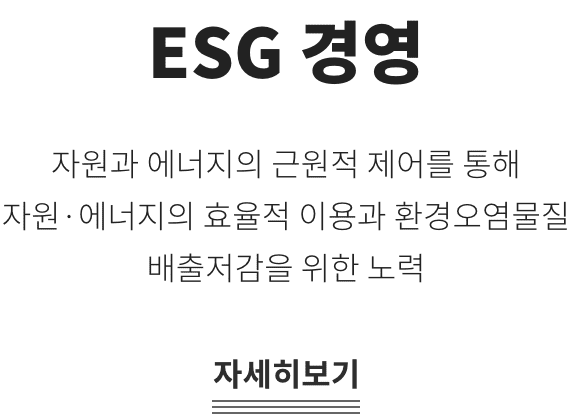 ESG 경영
자원과 에너지의 근원적 제어를 통해
자원·에너지의 효율적 이용과 환경오염물질
배출저감을 위한 노력
자세히보기